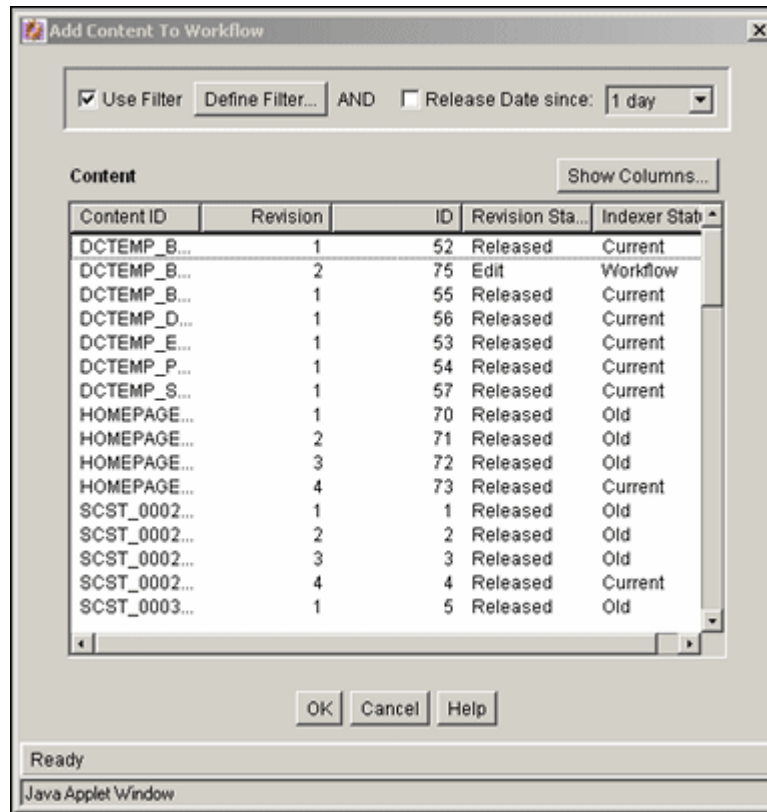 Add Content To Workflow
Use Filter Define Filter... AND Release Date since: 1 day
Content Show Columns...
Content ID Revision ID Revision Sta... Indexer Stat
DCTEMP_B... 1 52 Released Current
DCTEMP_B... 2 75 Edit Workflow
DCTEMP_B... 1 55 Released Current
DCTEMP_D... 1 56 Released Current
DCTEMP_E... 1 53 Released Current
DCTEMP_P... 1 54 Released Current
DCTEMP_S... 1 57 Released Current
HOMEPAGE... 1 70 Released Old
HOMEPAGE... 2 71 Released Old
HOMEPAGE... 3 72 Released Old
HOMEPAGE... 4 73 Released Current
SCST_0002... 1 1 Released Old
SCST_0002... 2 2 Released Old
SCST_0002... 3 3 Released Old
SCST_0002... 4 4 Released Current
SCST_0003... 1 5 Released Old
OK Cancel Help
Ready
Java Applet Window